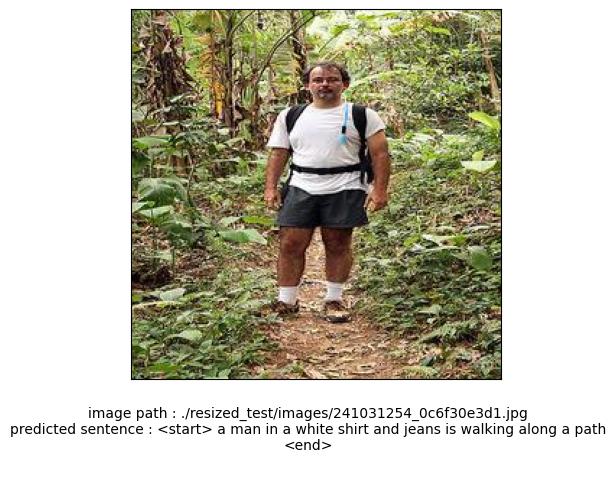 image path : ./resized_test/images/241031254_0c6f30e3d1.jpg
predicted sentence : <start> a man in a white shirt and jeans is walking along a path
<end>